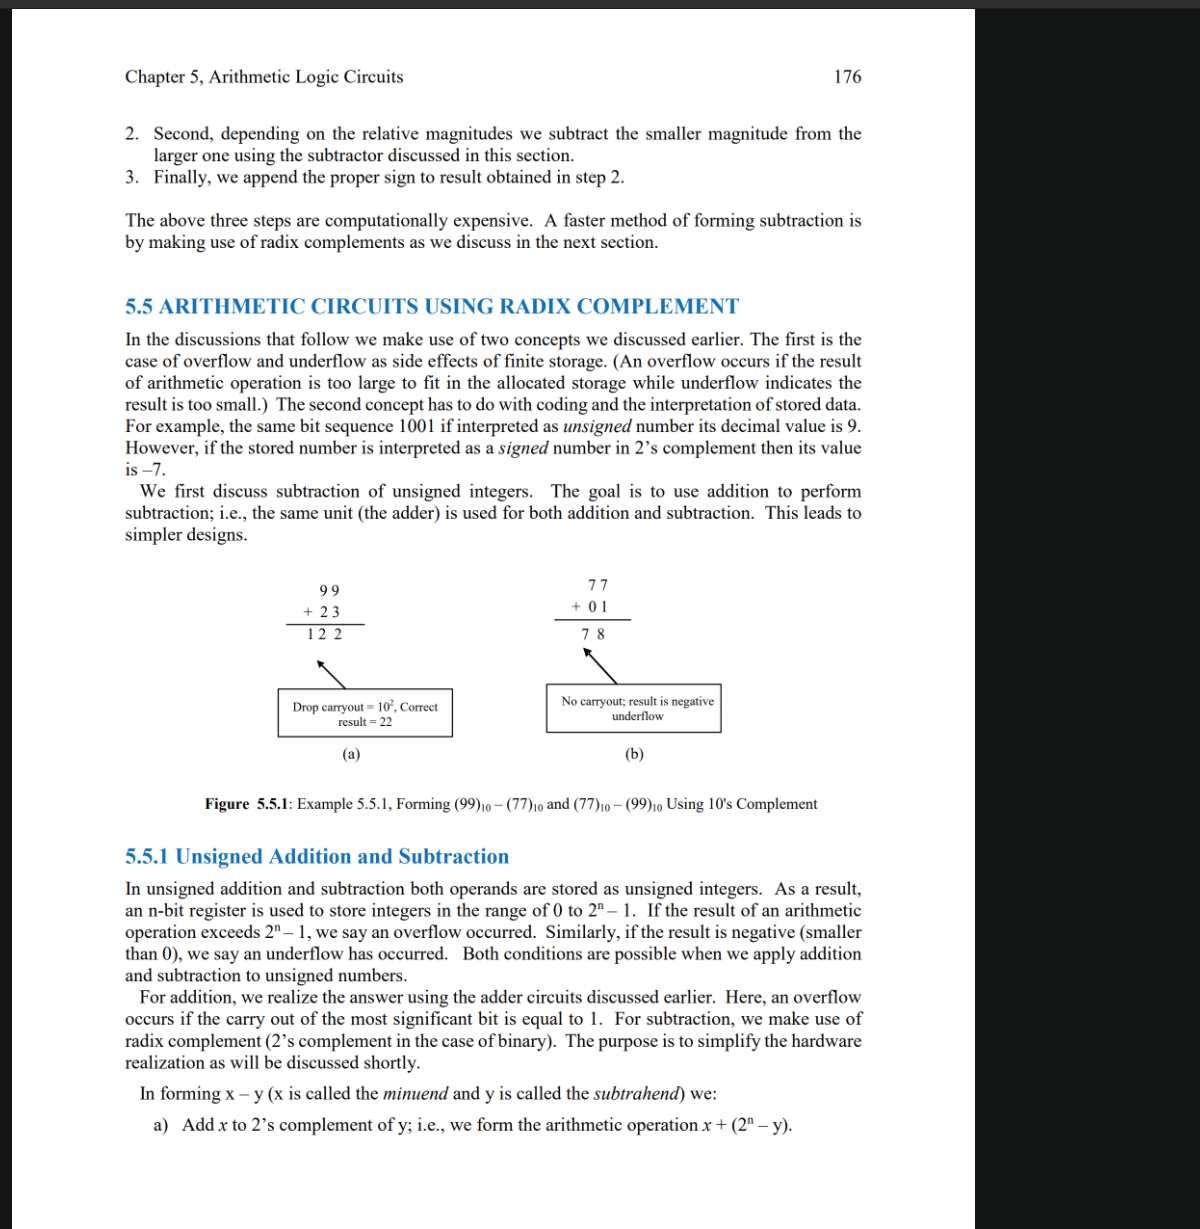 Chapter 5, Arithmetic Logic Circuits 176
2. Second, depending on the relative magnitudes we subtract the smaller magnitude from the
larger one using the subtractor discussed in this section.
3. Finally, we append the proper sign to result obtained in step 2.
The above three steps are computationally expensive. A faster method of forming subtraction is
by making use of radix complements as we discuss in the next section.
5.5 ARITHMETIC CIRCUITS USING RADIX COMPLEMENT
In the discussions that follow we make use of two concepts we discussed earlier. The first is the
case of overflow and underflow as side effects of finite storage. (An overflow occurs if the result
of arithmetic operation is too large to fit in the allocated storage while underflow indicates the
result is too small.) The second concept has to do with coding and the interpretation of stored data.
For example, the same bit sequence 1001 if interpreted as unsigned number its decimal value is 9.
However, if the stored number is interpreted as a signed number in 2's complement then its value
is –7.
We first discuss subtraction of unsigned integers. The goal is to use addition to perform
subtraction; i.e., the same unit (the adder) is used for both addition and subtraction. This leads to
simpler designs.
9 9
+ 2 3
1 2 2
Drop carryout = 10², Correct
result = 22
(a)
7 7
+ 0 1
7 8
No carryout; result is negative
underflow
(b)
Figure 5.5.1: Example 5.5.1, Forming (99)₁₀ – (77)₁₀ and (77)₁₀ – (99)₁₀ Using 10's Complement
5.5.1 Unsigned Addition and Subtraction
In unsigned addition and subtraction both operands are stored as unsigned integers. As a result,
an n-bit register is used to store integers in the range of 0 to 2ⁿ – 1. If the result of an arithmetic
operation exceeds 2ⁿ – 1, we say an overflow occurred. Similarly, if the result is negative (smaller
than 0), we say an underflow has occurred. Both conditions are possible when we apply addition
and subtraction to unsigned numbers.
For addition, we realize the answer using the adder circuits discussed earlier. Here, an overflow
occurs if the carry out of the most significant bit is equal to 1. For subtraction, we make use of
radix complement (2's complement in the case of binary). The purpose is to simplify the hardware
realization as will be discussed shortly.
In forming x – y (x is called the minuend and y is called the subtrahend) we:
a) Add x to 2's complement of y; i.e., we form the arithmetic operation x + (2ⁿ – y).